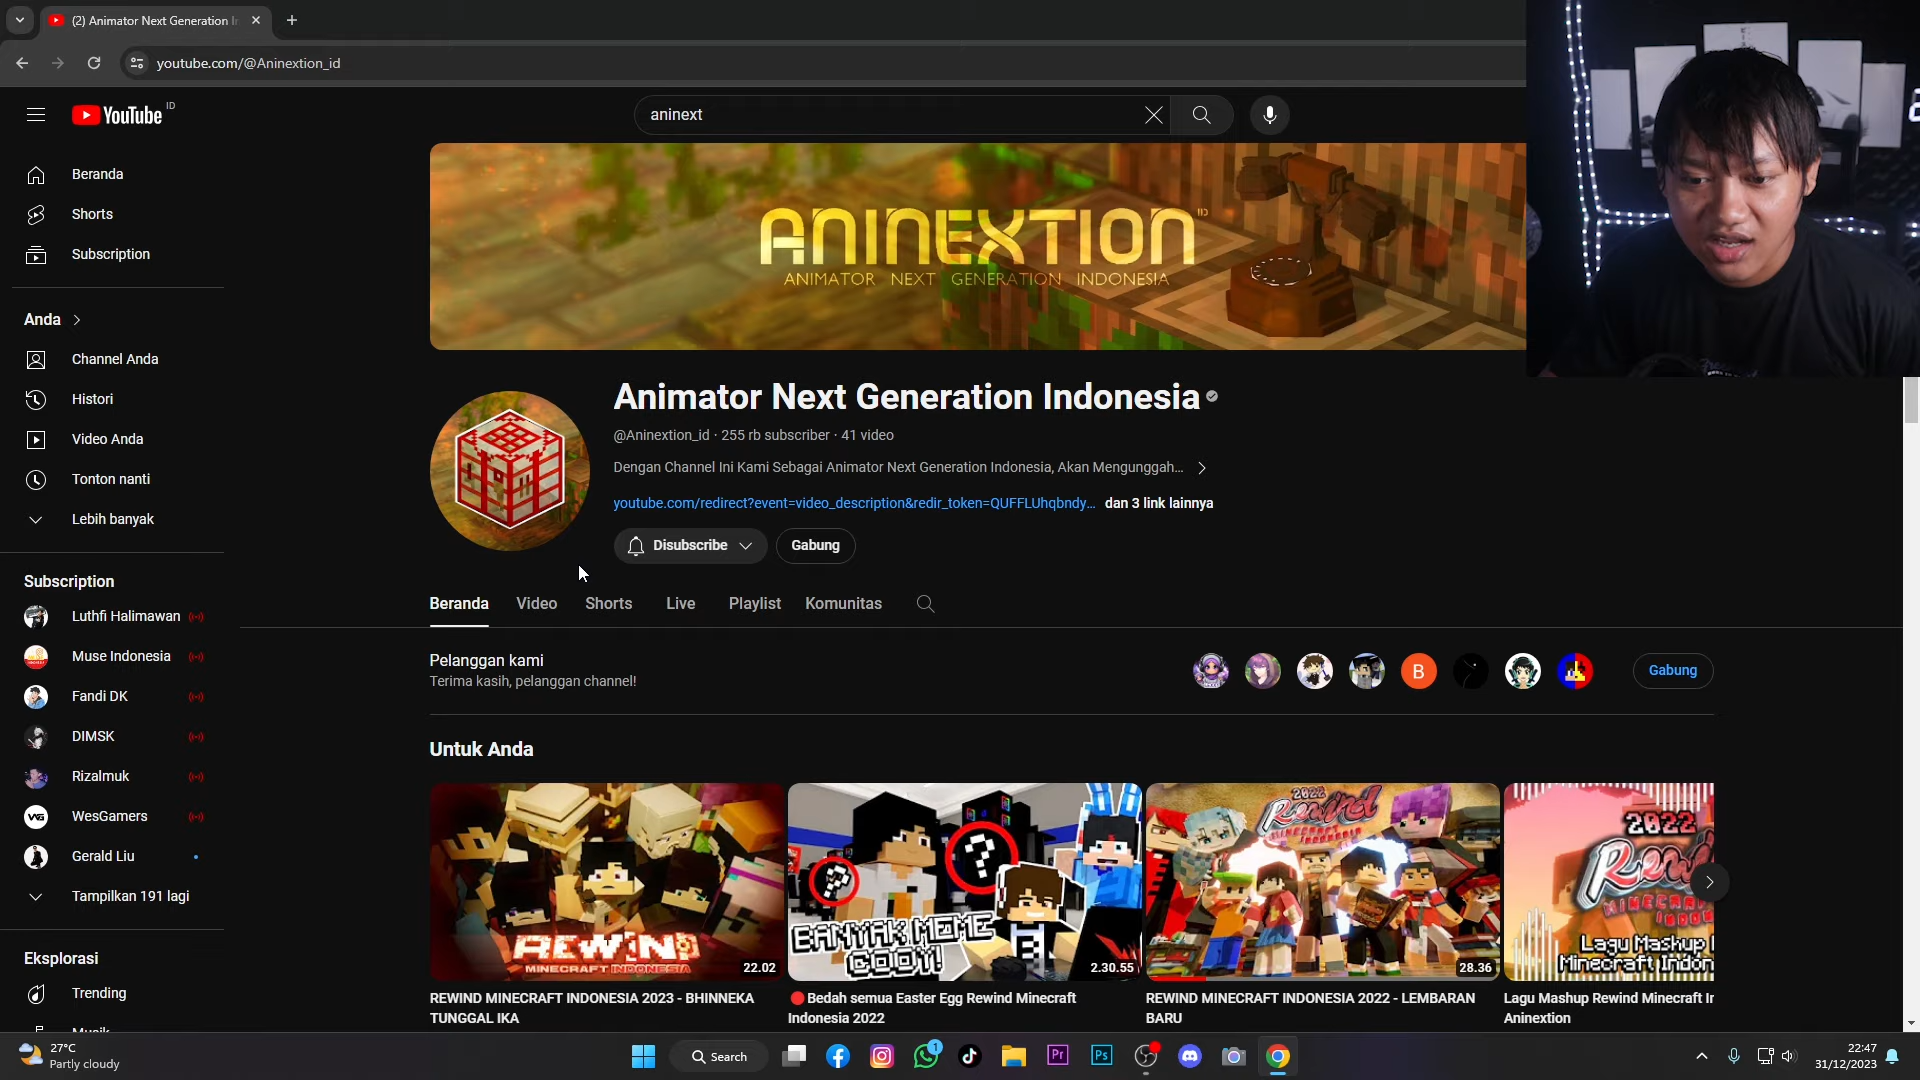 (2) Animator Next Generation I
youtube.com/@Aninextion_id
YouTube ID
aninext
Beranda
Shorts
Subscription
Anda
Channel Anda
Histori
Video Anda
Tonton nanti
Lebih banyak
Subscription
Luthfi Halimawan
Muse Indonesia
Fandi DK
DIMSK
Rizalmuk
WesGamers
Gerald Liu
Tampilkan 191 lagi
Eksplorasi
Trending
Musik
ANINEXTION ID
ANIMATOR NEXT GENERATION INDONESIA
Animator Next Generation Indonesia
@Aninextion_id · 255 rb subscriber · 41 video
Dengan Channel Ini Kami Sebagai Animator Next Generation Indonesia, Akan Mengunggah...
youtube.com/redirect?event=video_description&redir_token=QUFFLUhqbndy... dan 3 link lainnya
Disubscribe
Gabung
Beranda Video Shorts Live Playlist Komunitas
Pelanggan kami
Terima kasih, pelanggan channel!
B
Gabung
Untuk Anda
REWIND
MINECRAFT INDONESIA
22.02
REWIND MINECRAFT INDONESIA 2023 - BHINNEKA
TUNGGAL IKA
? ?
BANYAK MEME
COOY!
2.30.55
Bedah semua Easter Egg Rewind Minecraft
Indonesia 2022
2022
Rewind
28.36
REWIND MINECRAFT INDONESIA 2022 - LEMBARAN
BARU
2022
Lagu Mashup
Minecraft Indon
Lagu Mashup Rewind Minecraft Ir
Aninextion
27°C
Partly cloudy
Search
1
Pr
Ps
22:47
31/12/2023